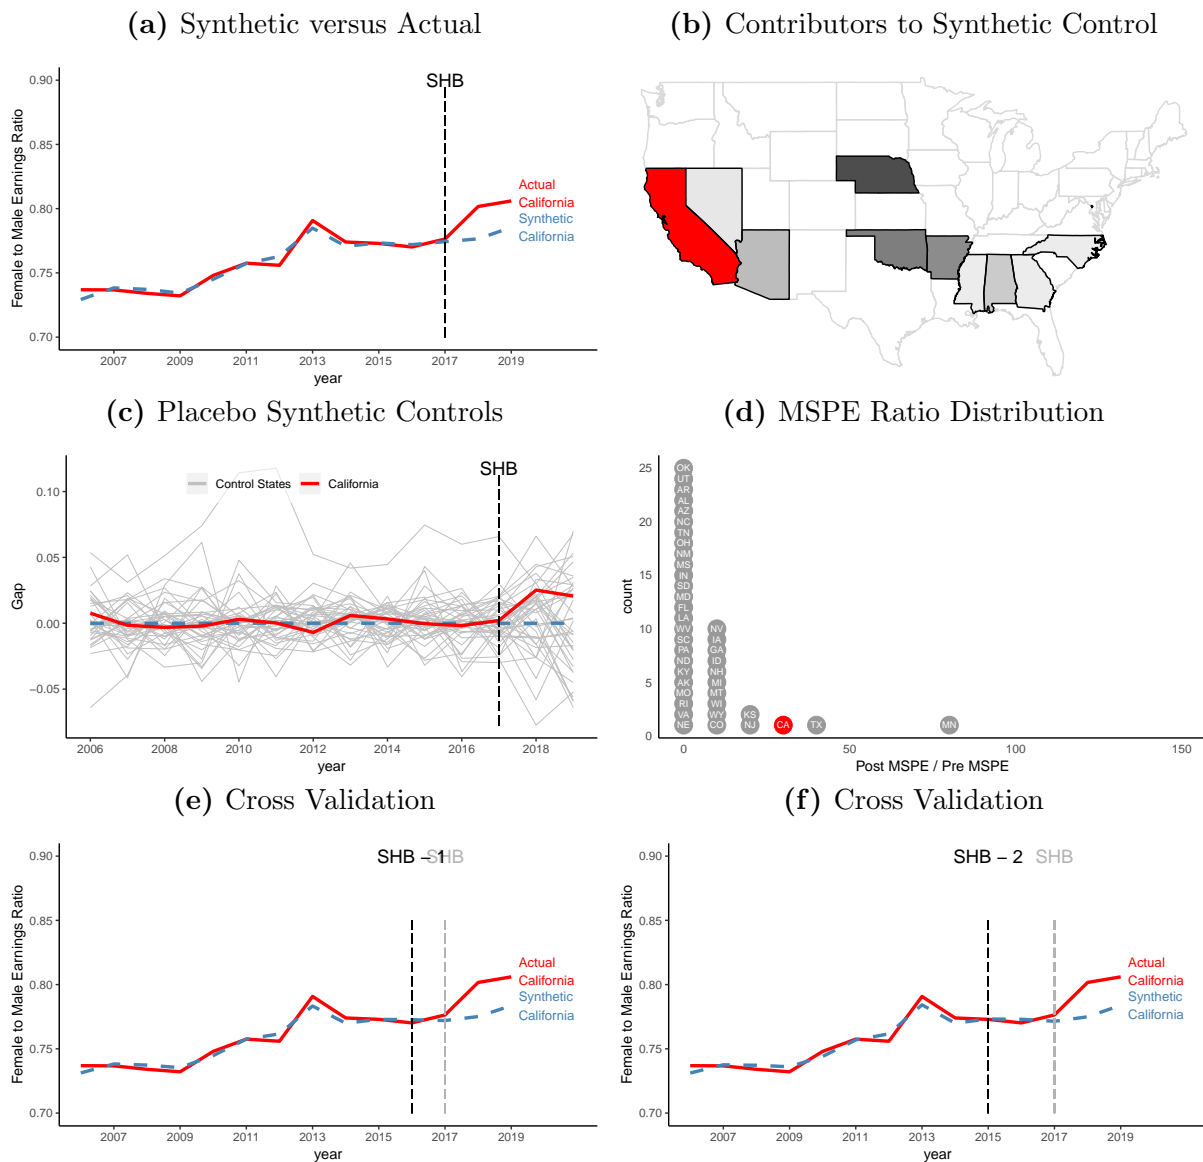 (a) Synthetic versus Actual
SHB
0.90
0.85
0.80
0.75
0.70
Female to Male Earnings Ratio
Actual
California
Synthetic
California
2007 2009 2011 2013 2015 2017 2019
year
(b) Contributors to Synthetic Control
(c) Placebo Synthetic Controls
SHB
Control States California
0.10
0.05
0.00
−0.05
Gap
2006 2008 2010 2012 2014 2016 2018
year
(d) MSPE Ratio Distribution
25
20
15
10
5
0
count
OK
UT
AR
AL
AZ
NC
TN
OH
NM
MS
IN
SD
MD
FL
LA
WV
SC
PA
ND
KY
AK
MO
RI
VA
NE
NV
IA
GA
ID
NH
MI
MT
WI
WY
CO
KS
NJ
CA
TX
MN
0 50 100 150
Post MSPE / Pre MSPE
(e) Cross Validation
SHB − 1
SHB
0.90
0.85
0.80
0.75
0.70
Female to Male Earnings Ratio
Actual
California
Synthetic
California
2007 2009 2011 2013 2015 2017 2019
year
(f) Cross Validation
SHB − 2 SHB
0.90
0.85
0.80
0.75
0.70
Female to Male Earnings Ratio
Actual
California
Synthetic
California
2007 2009 2011 2013 2015 2017 2019
year